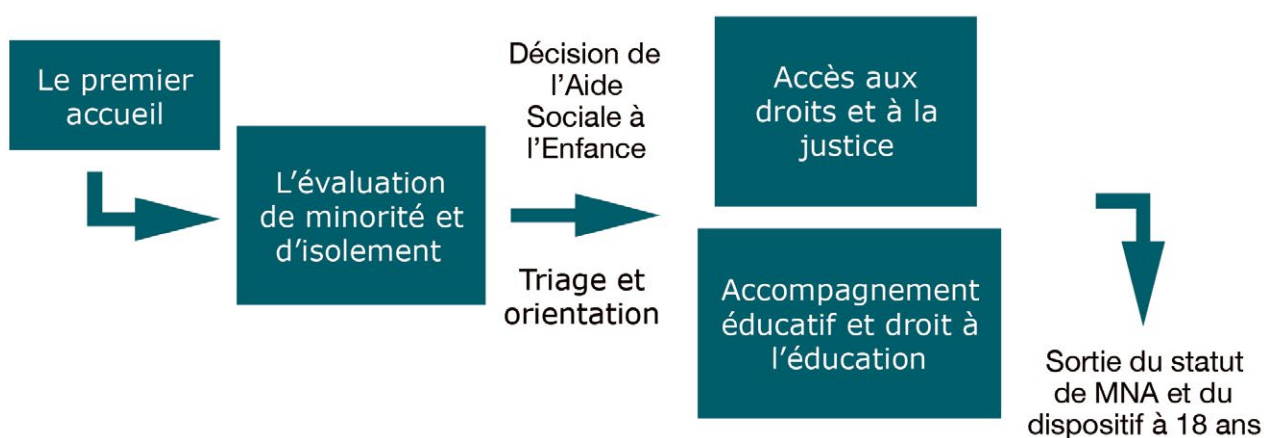 Le premier
accueil
L’évaluation
de minorité et
d’isolement
Décision de
l’Aide
Sociale à
l’Enfance
Triage et
orientation
Accès aux
droits et à la
justice
Accompagnement
éducatif et droit à
l’éducation
Sortie du statut
de MNA et du
dispositif à 18 ans